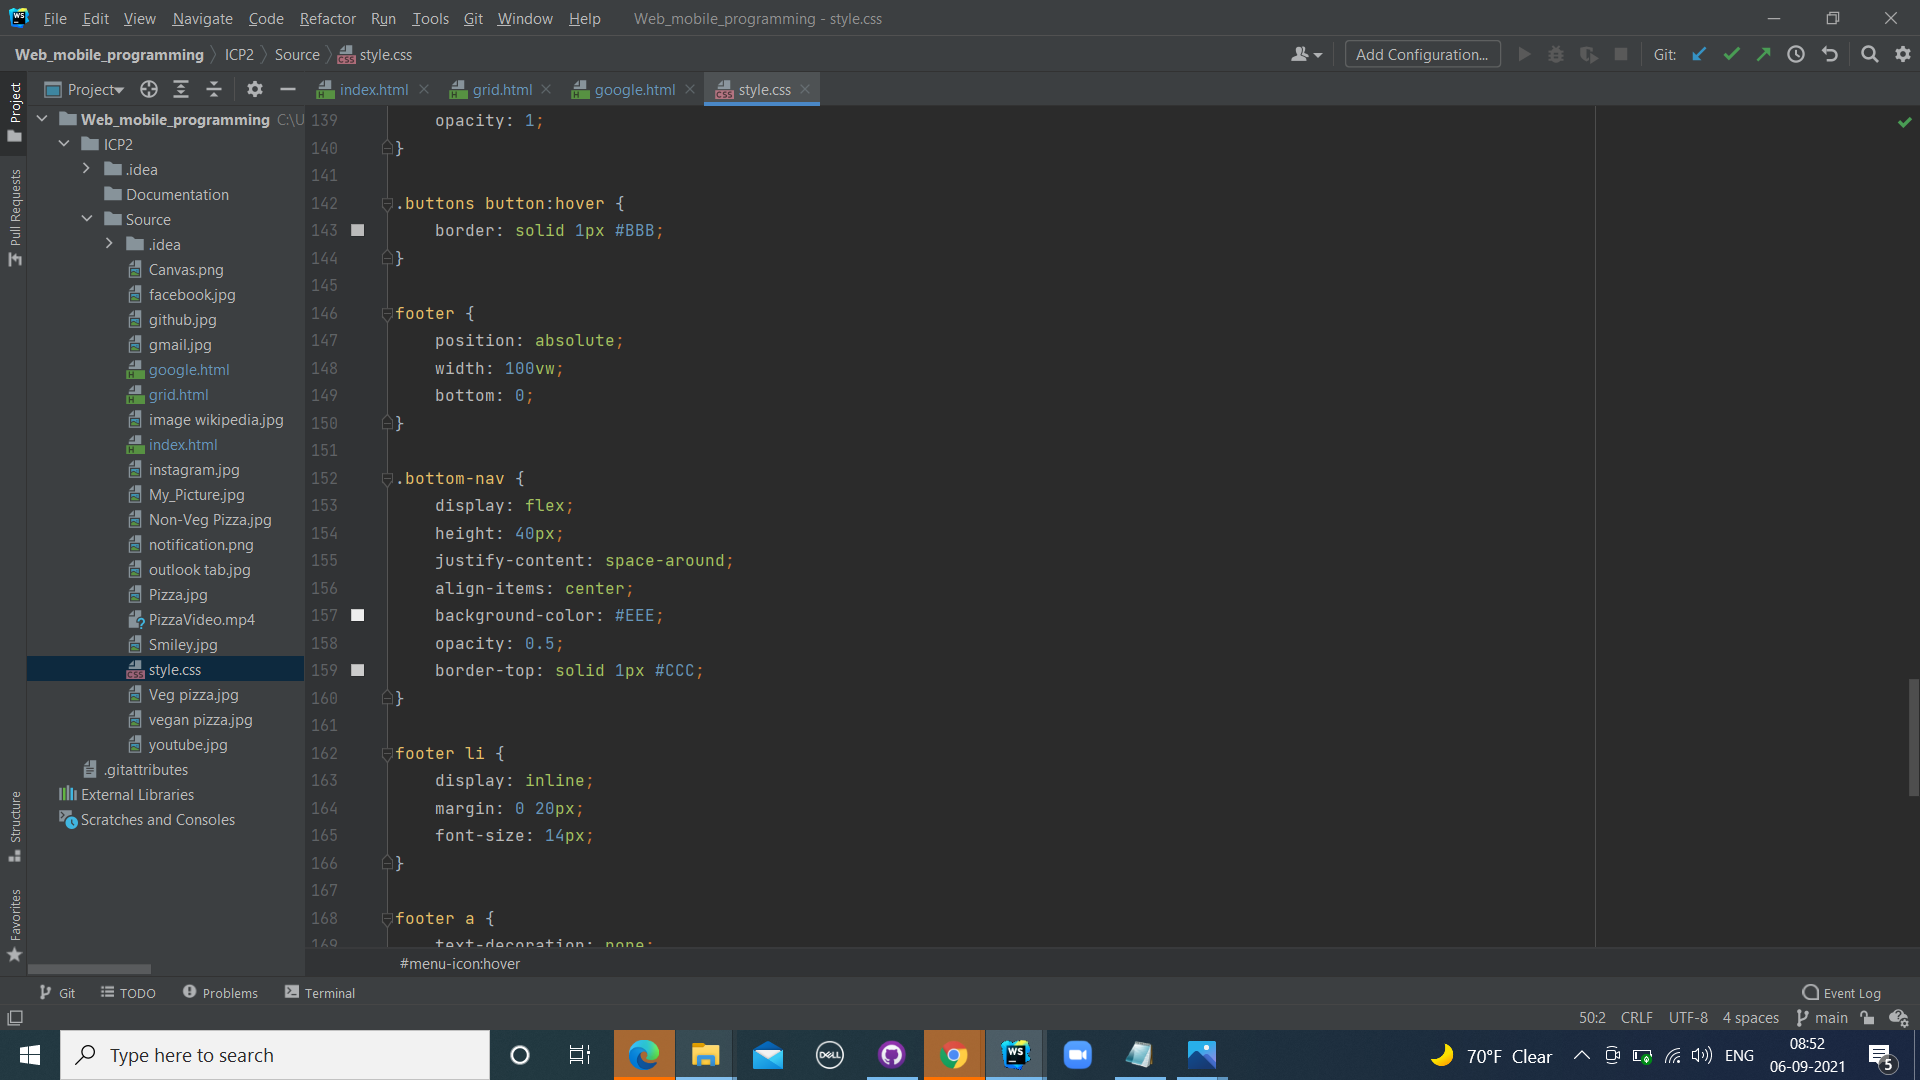 WS File Edit View Navigate Code Refactor Run Tools Git Window Help Web_mobile_programming - style.css
Web_mobile_programming ICP2 Source style.css Add Configuration... Git:
Project index.html grid.html google.html style.css
Project
Pull Requests
Structure
Favorites
Web_mobile_programming C:\U
ICP2
.idea
Documentation
Source
.idea
Canvas.png
facebook.jpg
github.jpg
gmail.jpg
google.html
grid.html
image wikipedia.jpg
index.html
instagram.jpg
My_Picture.jpg
Non-Veg Pizza.jpg
notification.png
outlook tab.jpg
Pizza.jpg
PizzaVideo.mp4
Smiley.jpg
style.css
Veg pizza.jpg
vegan pizza.jpg
youtube.jpg
.gitattributes
External Libraries
Scratches and Consoles
139 opacity: 1;
140 }
141
142 .buttons button:hover {
143 border: solid 1px #BBB;
144 }
145
146 footer {
147 position: absolute;
148 width: 100vw;
149 bottom: 0;
150 }
151
152 .bottom-nav {
153 display: flex;
154 height: 40px;
155 justify-content: space-around;
156 align-items: center;
157 background-color: #EEE;
158 opacity: 0.5;
159 border-top: solid 1px #CCC;
160 }
161
162 footer li {
163 display: inline;
164 margin: 0 20px;
165 font-size: 14px;
166 }
167
168 footer a {
169 text-decoration: none;
#menu-icon:hover
Git TODO Problems Terminal Event Log
50:2 CRLF UTF-8 4 spaces main
Type here to search DELL WS 70°F Clear ENG 08:52
06-09-2021 5